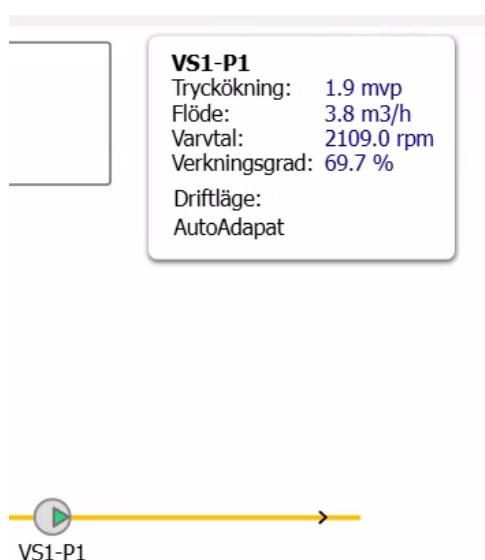 VS1-P1
Tryckökning: 1.9 mvp
Flöde: 3.8 m3/h
Varvtal: 2109.0 rpm
Verkningsgrad: 69.7 %
Driftläge:
AutoAdapat
VS1-P1